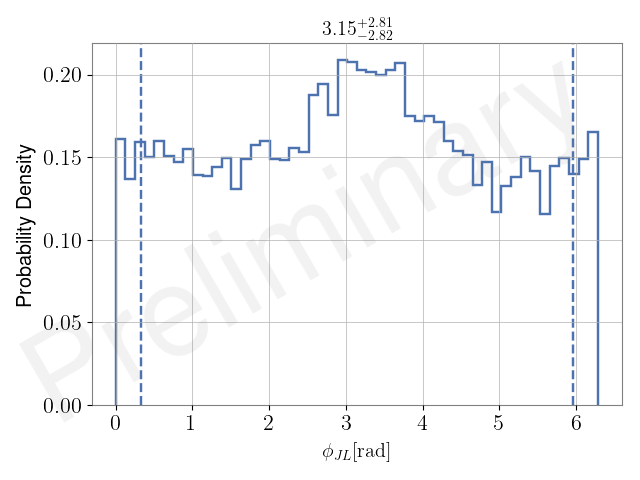 3.15^{+2.81}_{-2.82}
Probability Density
0.20
0.15
0.10
0.05
0.00
0 1 2 3 4 5 6
ϕ_{JL}[rad]
Preliminary